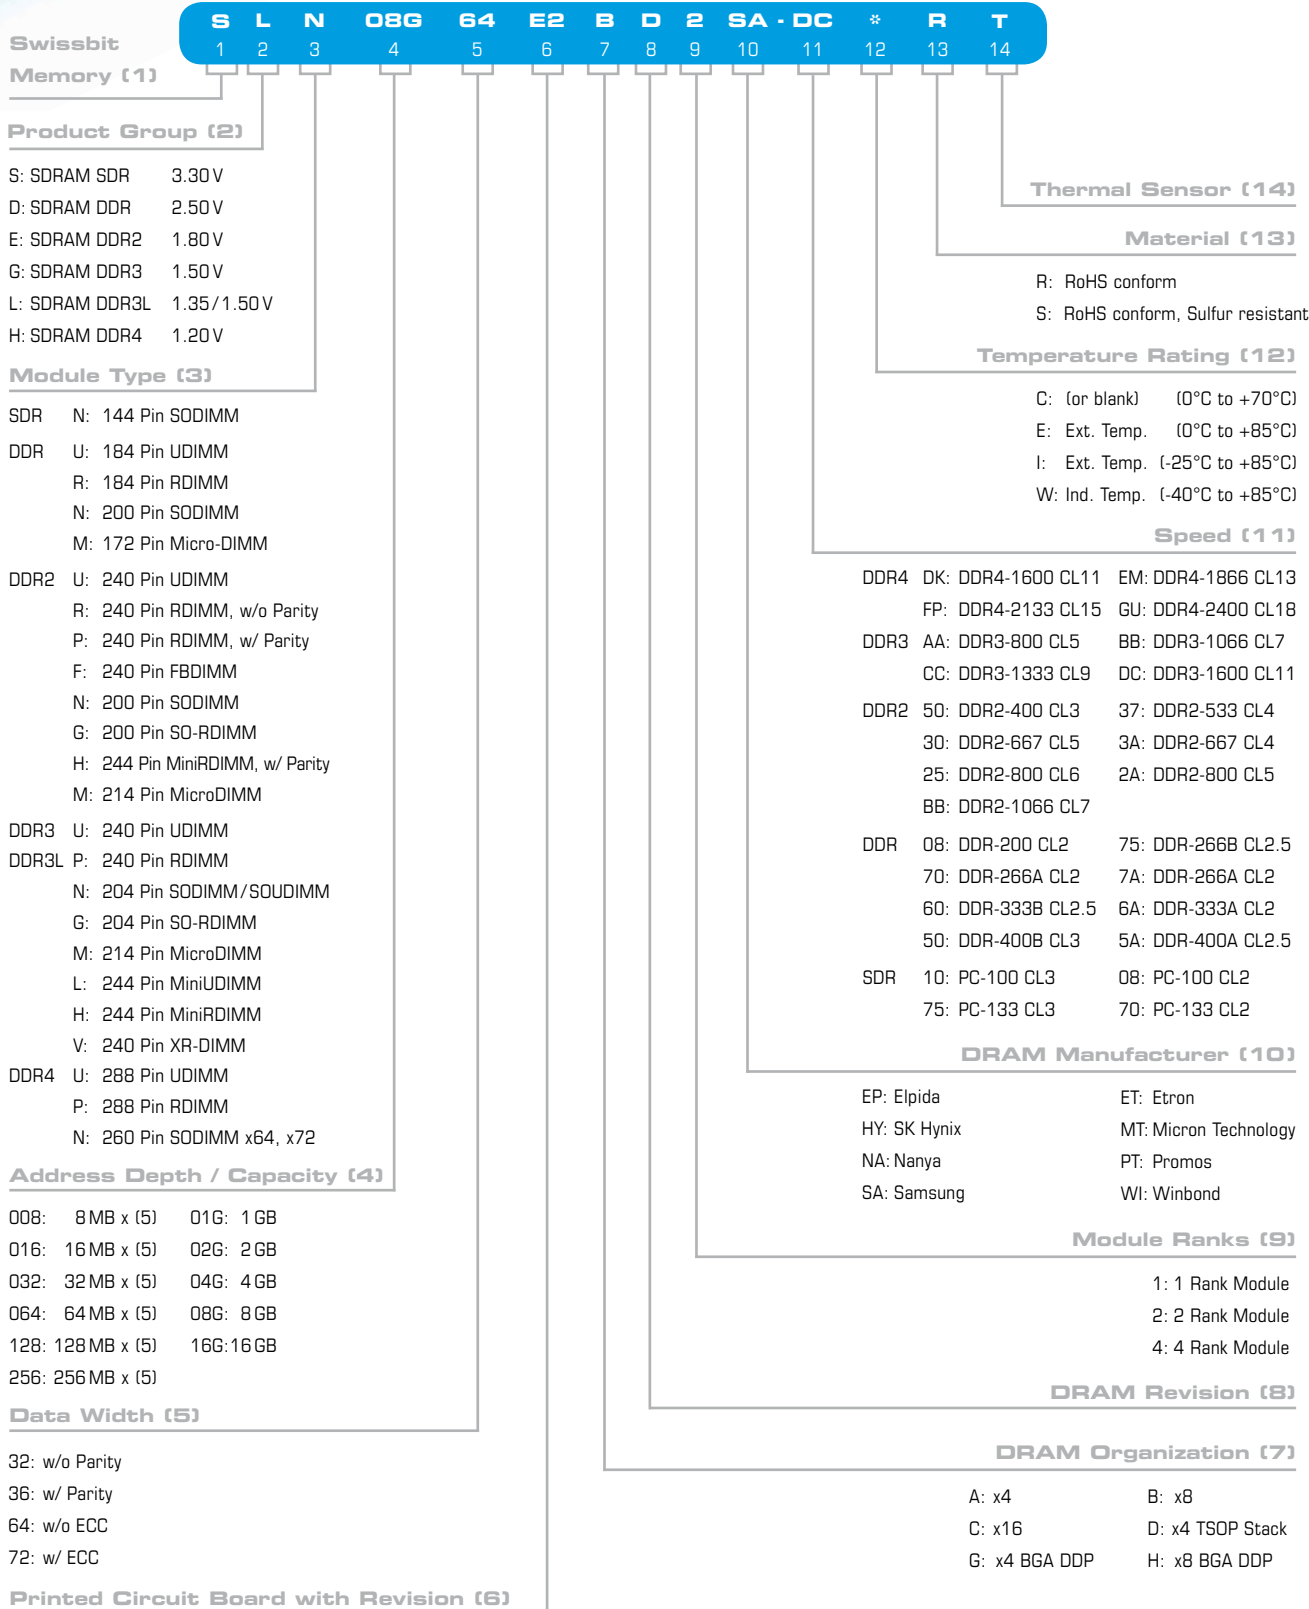 S L N 08G 64 E2 B D 2 SA - DC * R T
1 2 3 4 5 6 7 8 9 10 11 12 13 14
Swissbit
Memory (1)
Product Group (2)
S: SDRAM SDR 3.30 V
D: SDRAM DDR 2.50 V
E: SDRAM DDR2 1.80 V
G: SDRAM DDR3 1.50 V
L: SDRAM DDR3L 1.35/1.50 V
H: SDRAM DDR4 1.20 V
Module Type (3)
SDR N: 144 Pin SODIMM
DDR U: 184 Pin UDIMM
R: 184 Pin RDIMM
N: 200 Pin SODIMM
M: 172 Pin Micro-DIMM
DDR2 U: 240 Pin UDIMM
R: 240 Pin RDIMM, w/o Parity
P: 240 Pin RDIMM, w/ Parity
F: 240 Pin FBDIMM
N: 200 Pin SODIMM
G: 200 Pin SO-RDIMM
H: 244 Pin MiniRDIMM, w/ Parity
M: 214 Pin MicroDIMM
DDR3 U: 240 Pin UDIMM
DDR3L P: 240 Pin RDIMM
N: 204 Pin SODIMM/SOUDIMM
G: 204 Pin SO-RDIMM
M: 214 Pin MicroDIMM
L: 244 Pin MiniUDIMM
H: 244 Pin MiniRDIMM
V: 240 Pin XR-DIMM
DDR4 U: 288 Pin UDIMM
P: 288 Pin RDIMM
N: 260 Pin SODIMM x64, x72
Address Depth / Capacity (4)
008: 8 MB x (5) 01G: 1 GB
016: 16 MB x (5) 02G: 2 GB
032: 32 MB x (5) 04G: 4 GB
064: 64 MB x (5) 08G: 8 GB
128: 128 MB x (5) 16G: 16 GB
256: 256 MB x (5)
Data Width (5)
32: w/o Parity
36: w/ Parity
64: w/o ECC
72: w/ ECC
Printed Circuit Board with Revision (6)
Thermal Sensor (14)
Material (13)
R: RoHS conform
S: RoHS conform, Sulfur resistant
Temperature Rating (12)
C: (or blank) (0°C to +70°C)
E: Ext. Temp. (0°C to +85°C)
I: Ext. Temp. (-25°C to +85°C)
W: Ind. Temp. (-40°C to +85°C)
Speed (11)
DDR4 DK: DDR4-1600 CL11 EM: DDR4-1866 CL13
FP: DDR4-2133 CL15 GU: DDR4-2400 CL18
DDR3 AA: DDR3-800 CL5 BB: DDR3-1066 CL7
CC: DDR3-1333 CL9 DC: DDR3-1600 CL11
DDR2 50: DDR2-400 CL3 37: DDR2-533 CL4
30: DDR2-667 CL5 3A: DDR2-667 CL4
25: DDR2-800 CL6 2A: DDR2-800 CL5
BB: DDR2-1066 CL7
DDR 08: DDR-200 CL2 75: DDR-266B CL2.5
70: DDR-266A CL2 7A: DDR-266A CL2
60: DDR-333B CL2.5 6A: DDR-333A CL2
50: DDR-400B CL3 5A: DDR-400A CL2.5
SDR 10: PC-100 CL3 08: PC-100 CL2
75: PC-133 CL3 70: PC-133 CL2
DRAM Manufacturer (10)
EP: Elpida ET: Etron
HY: SK Hynix MT: Micron Technology
NA: Nanya PT: Promos
SA: Samsung WI: Winbond
Module Ranks (9)
1: 1 Rank Module
2: 2 Rank Module
4: 4 Rank Module
DRAM Revision (8)
DRAM Organization (7)
A: x4 B: x8
C: x16 D: x4 TSOP Stack
G: x4 BGA DDP H: x8 BGA DDP